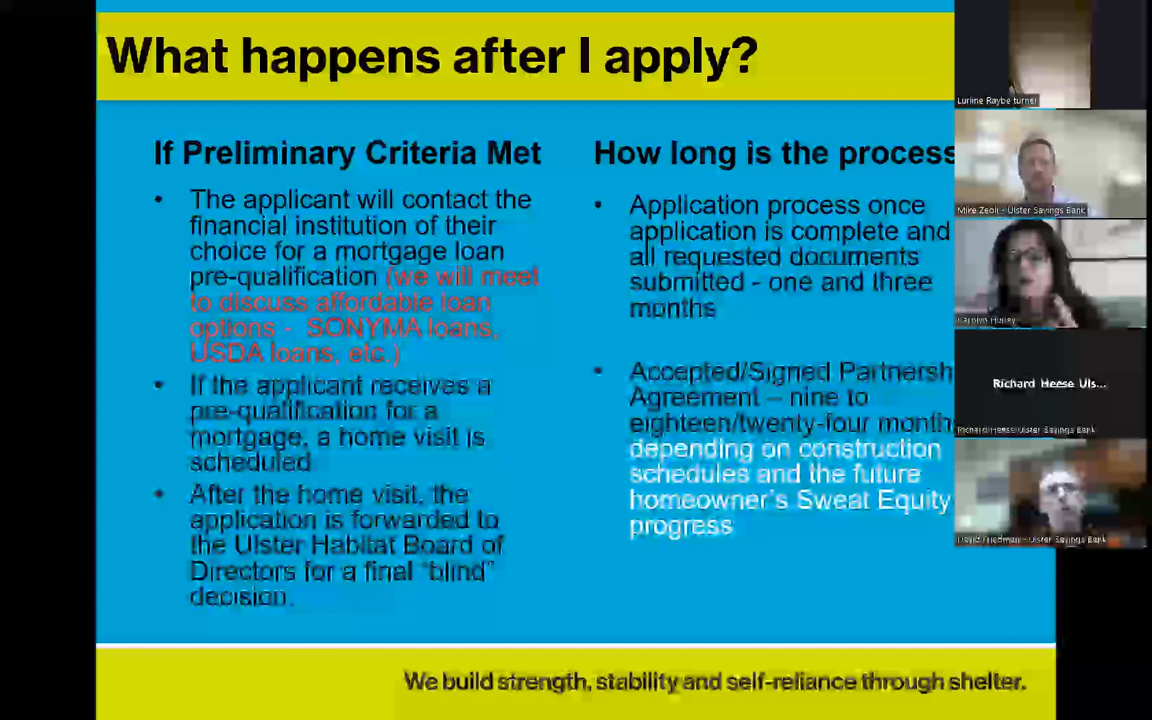 What happens after I apply?
If Preliminary Criteria Met
• The applicant will contact the
financial institution of their
choice for a mortgage loan
pre-qualification (we will meet
to discuss affordable loan
options - SONYMA loans,
USDA loans, etc.)
• If the applicant receives a
pre-qualification for a
mortgage, a home visit is
scheduled
• After the home visit, the
application is forwarded to
the Ulster Habitat Board of
Directors for a final "blind"
decision.
How long is the process
• Application process once
application is complete and
all requested documents
submitted - one and three
months
• Accepted/Signed Partnersh
Agreement – nine to
eighteen/twenty-four month
depending on construction
schedules and the future
homeowner's Sweat Equity
progress
We build strength, stability and self-reliance through shelter.
Mike Zeoli - Ulster Savings Bank
Richard Heese Uls...
Richard Heese Ulster Savings Bank
David Friedman - Ulster Savings Bank